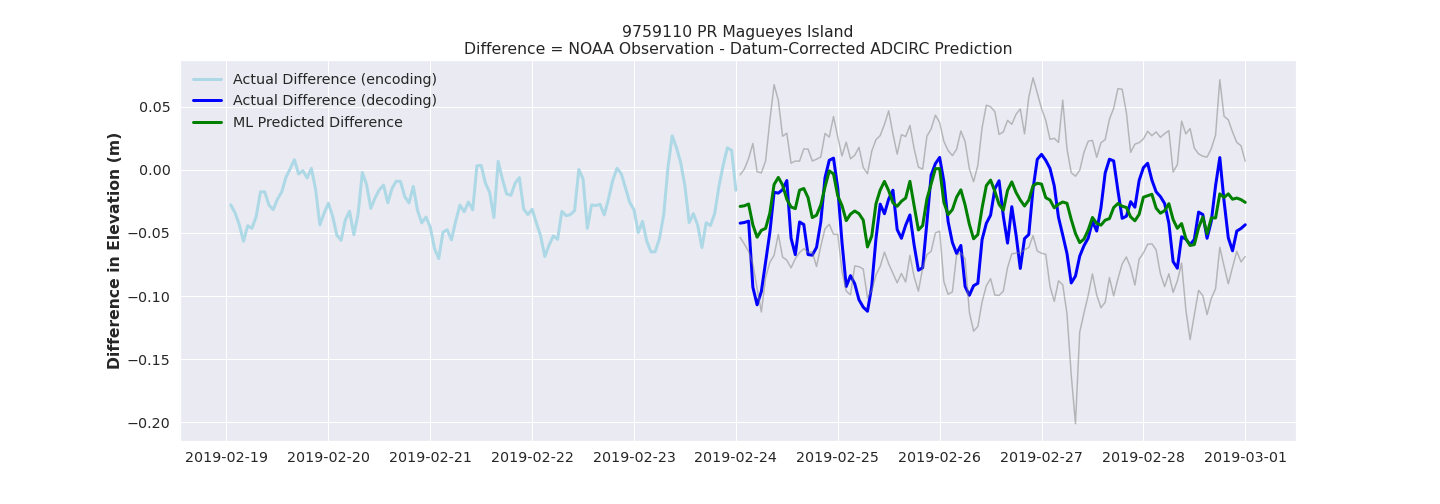 9759110 PR Magueyes Island
Difference = NOAA Observation - Datum-Corrected ADCIRC Prediction
Actual Difference (encoding)
Actual Difference (decoding)
ML Predicted Difference
Difference in Elevation (m)
0.05
0.00
−0.05
−0.10
−0.15
−0.20
2019-02-19
2019-02-20
2019-02-21
2019-02-22
2019-02-23
2019-02-24
2019-02-25
2019-02-26
2019-02-27
2019-02-28
2019-03-01